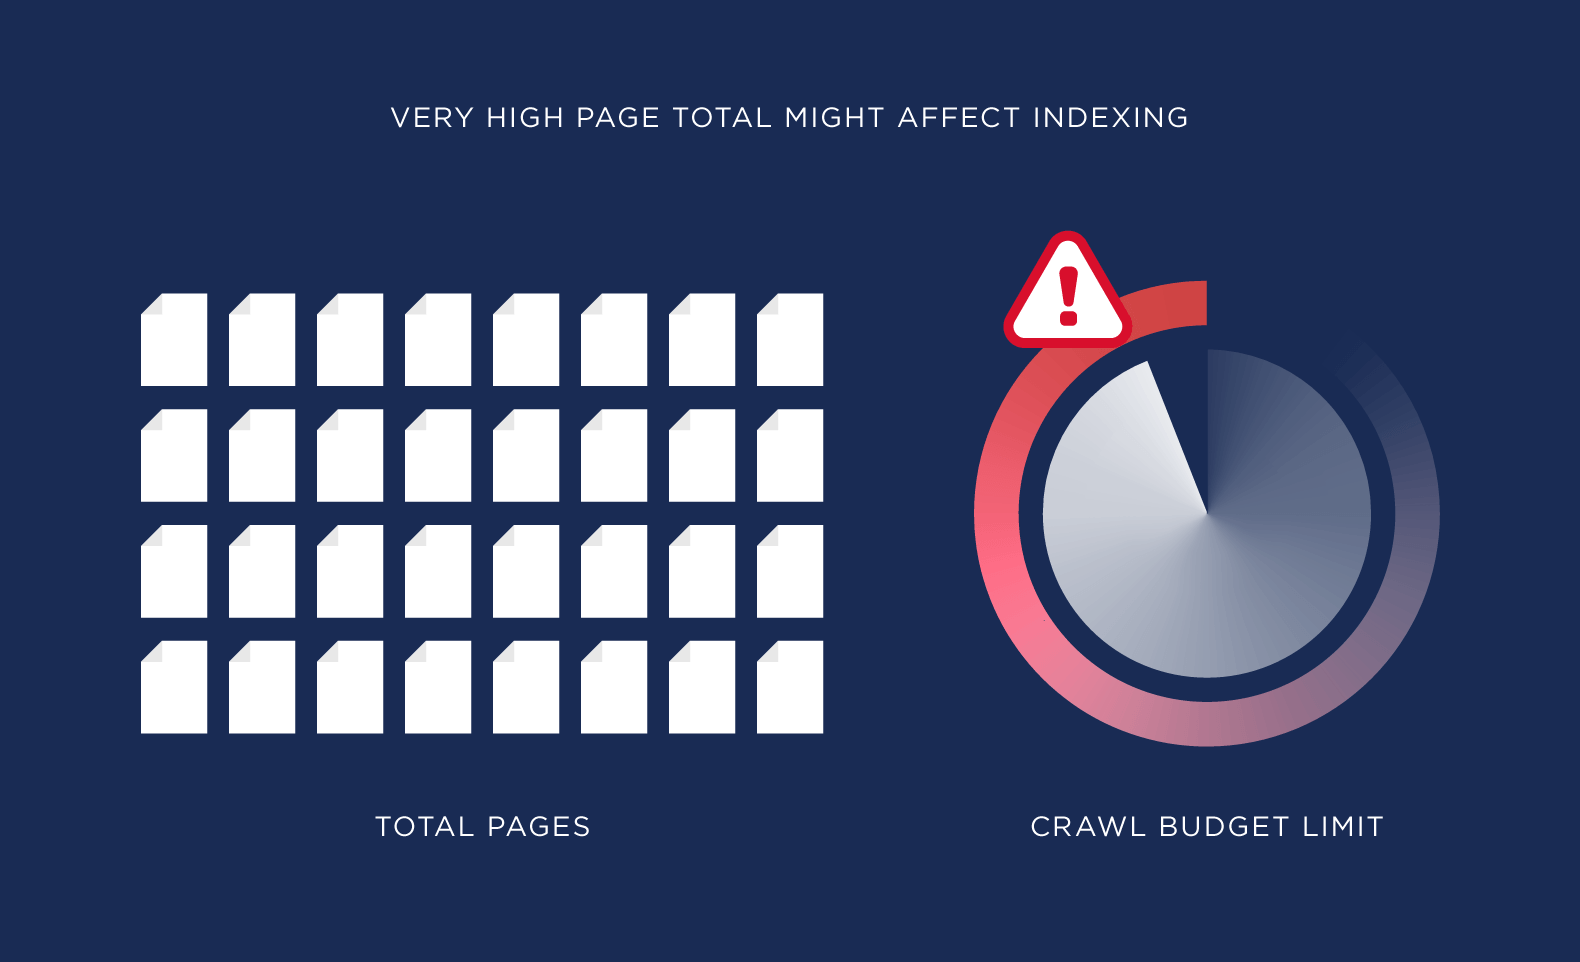 VERY HIGH PAGE TOTAL MIGHT AFFECT INDEXING
!
TOTAL PAGES
CRAWL BUDGET LIMIT